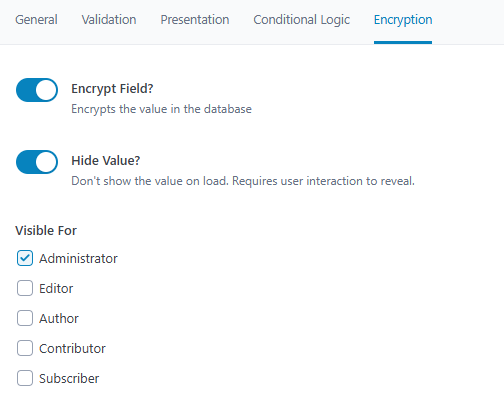 General Validation Presentation Conditional Logic Encryption
Encrypt Field?
Encrypts the value in the database
Hide Value?
Don't show the value on load. Requires user interaction to reveal.
Visible For
Administrator
Editor
Author
Contributor
Subscriber